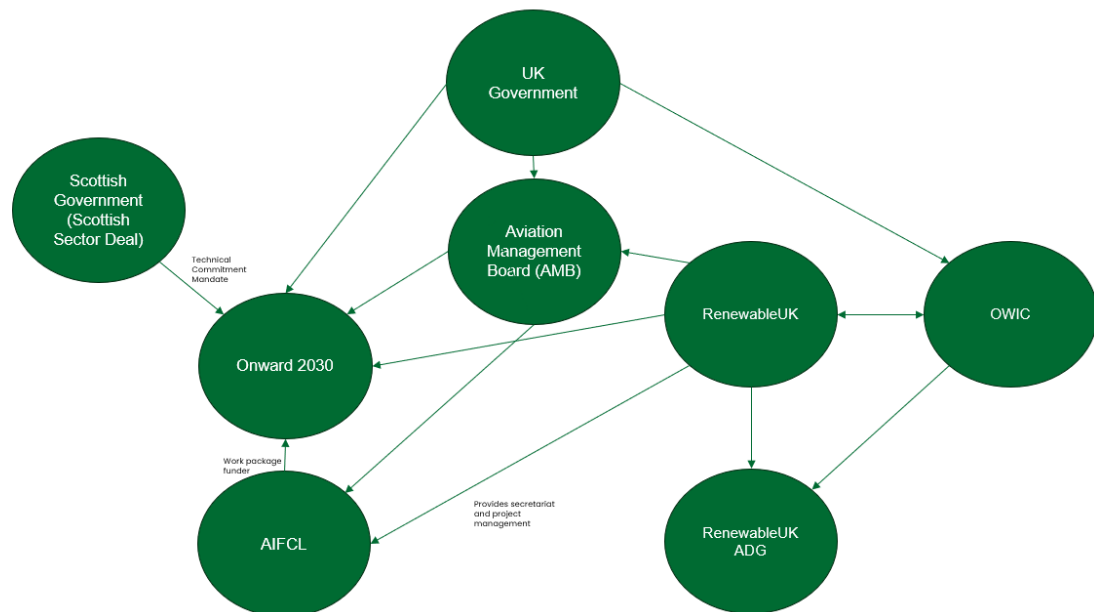 UK
Government
Scottish
Government
(Scottish
Sector Deal)
Aviation
Management
Board (AMB)
Technical
Commitment
Mandate
RenewableUK
OWIC
Onward 2030
Work package
funder
Provides secretariat
and project
management
AIFCL
RenewableUK
ADG